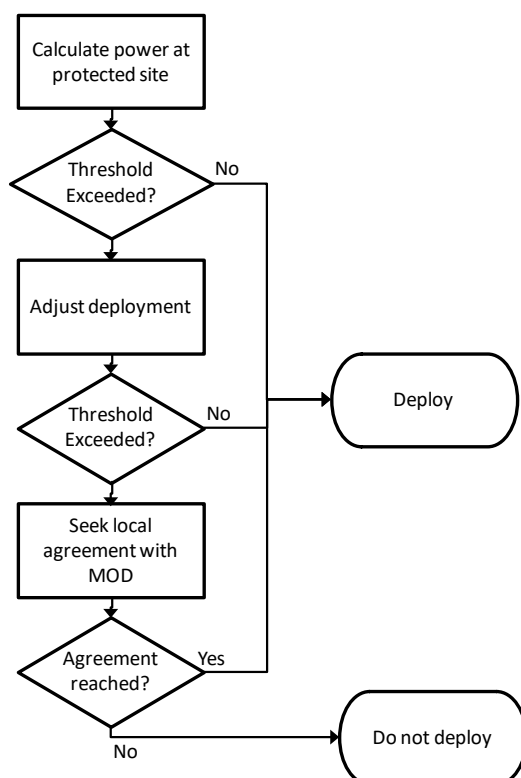 Calculate power at
protected site
Threshold
Exceeded?
No
Adjust deployment
Threshold
Exceeded?
No
Deploy
Seek local
agreement with
MOD
Agreement
reached?
Yes
No
Do not deploy